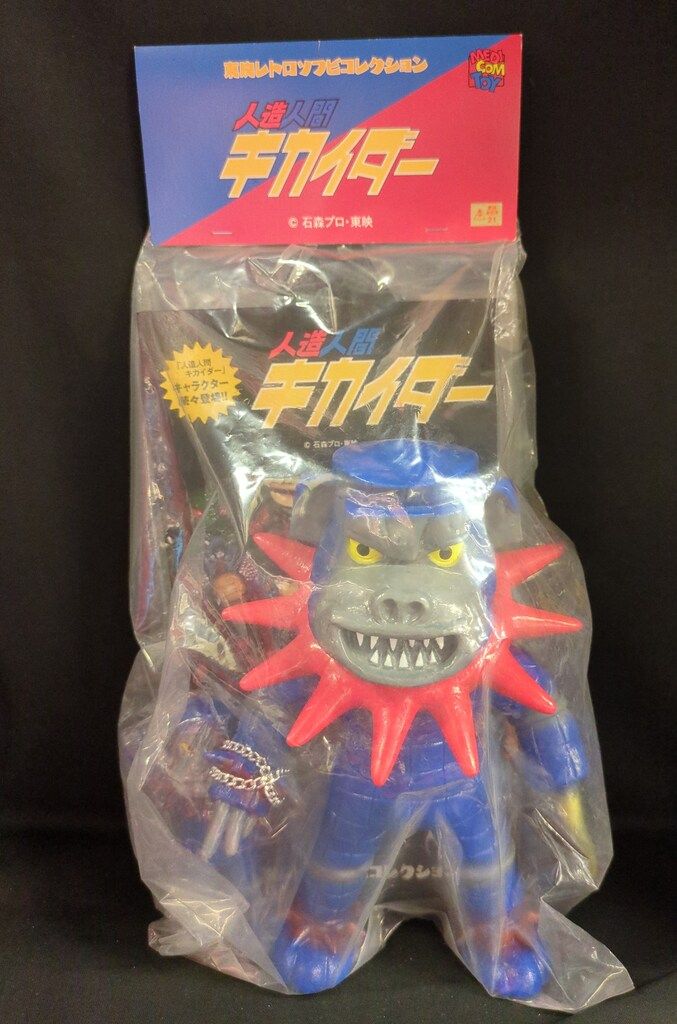 東映レトロソフビコレクション
MEDI
COM
TOY
人造人間
キカイダー
© 石森プロ・東映
人造人間
キカイダー
「人造人間
キカイダー」
キャラクター
続々登場!!
© 石森プロ・東映
コレクション